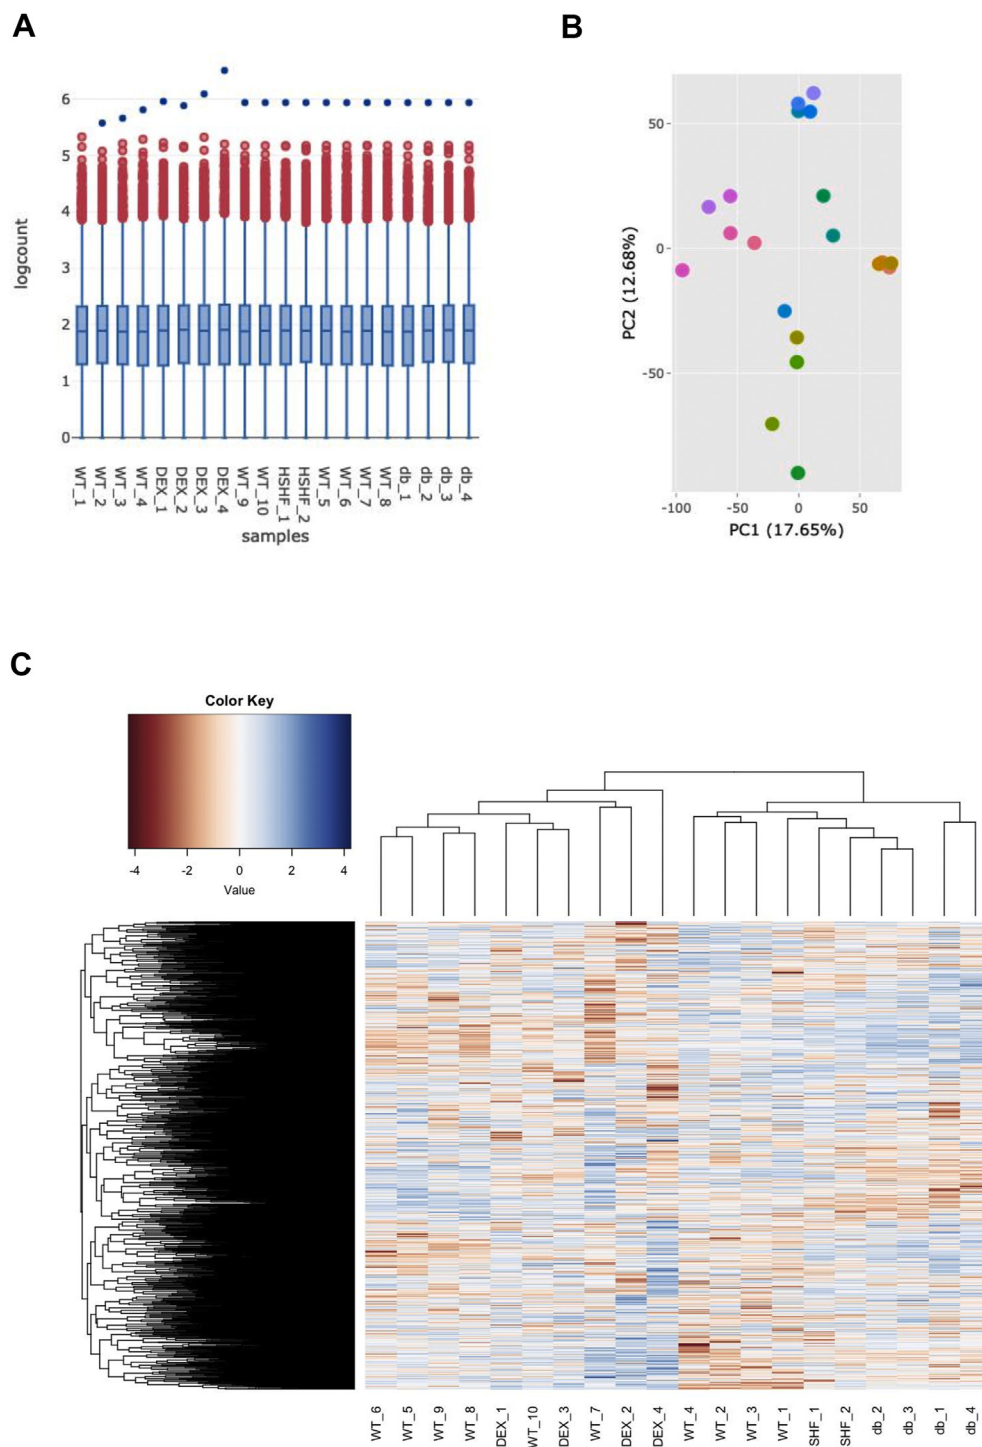 A
B
6
5
4
3
2
1
0
logcount
WT_1
WT_2
WT_3
WT_4
DEX_1
DEX_2
DEX_3
DEX_4
WT_9
WT_10
HSHF_1
HSHF_2
WT_5
WT_6
WT_7
WT_8
db_1
db_2
db_3
db_4
samples
50
0
-50
PC2 (12.68%)
-100 -50 0 50
PC1 (17.65%)
C
Color Key
-4 -2 0 2 4
Value
WT_6
WT_5
WT_9
WT_8
DEX_1
WT_10
DEX_3
WT_7
DEX_2
DEX_4
WT_4
WT_2
WT_3
WT_1
SHF_1
SHF_2
db_2
db_3
db_1
db_4